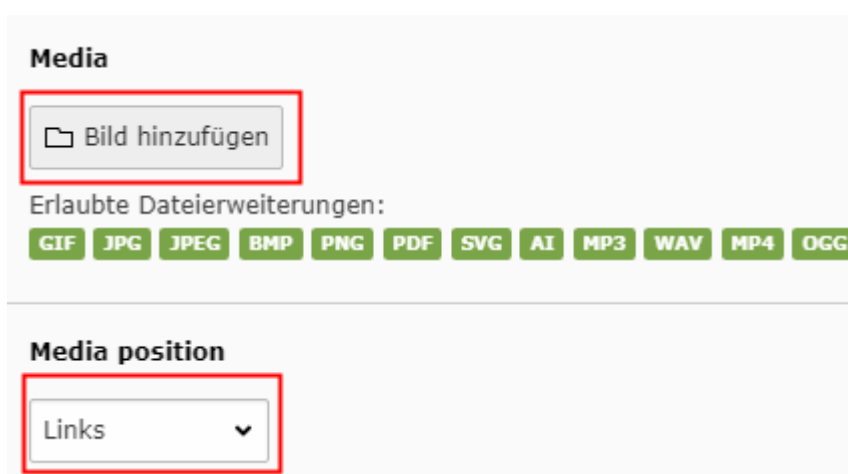 Media
Bild hinzufügen
Erlaubte Dateierweiterungen:
GIF JPG JPEG BMP PNG PDF SVG AI MP3 WAV MP4 OGG
Media position
Links